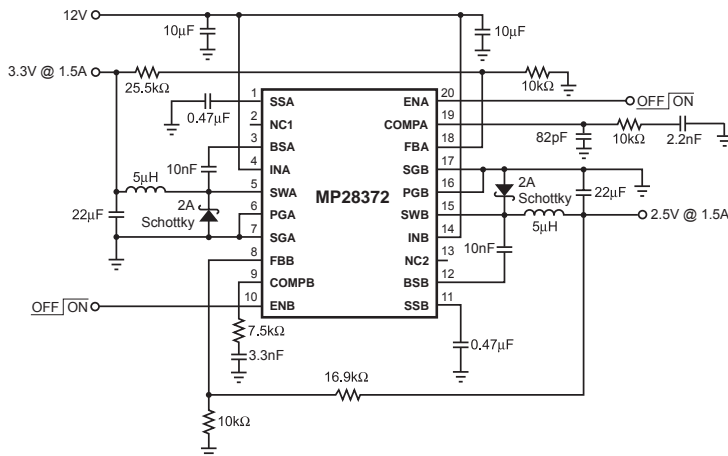 12V
10µF
10µF
3.3V @ 1.5A
25.5kΩ
10kΩ
0.47µF
1
SSA
ENA
20
OFF ON
2
NC1
COMPA
19
82pF
10kΩ
2.2nF
3
BSA
FBA
18
10nF
4
INA
SGB
17
5µH
5
SWA
MP28372
PGB
16
2A
Schottky
22µF
22µF
2A
Schottky
6
PGA
SWB
15
5µH
2.5V @ 1.5A
7
SGA
INB
14
8
FBB
NC2
13
10nF
9
COMPB
BSB
12
OFF ON
10
ENB
SSB
11
7.5kΩ
3.3nF
0.47µF
16.9kΩ
10kΩ